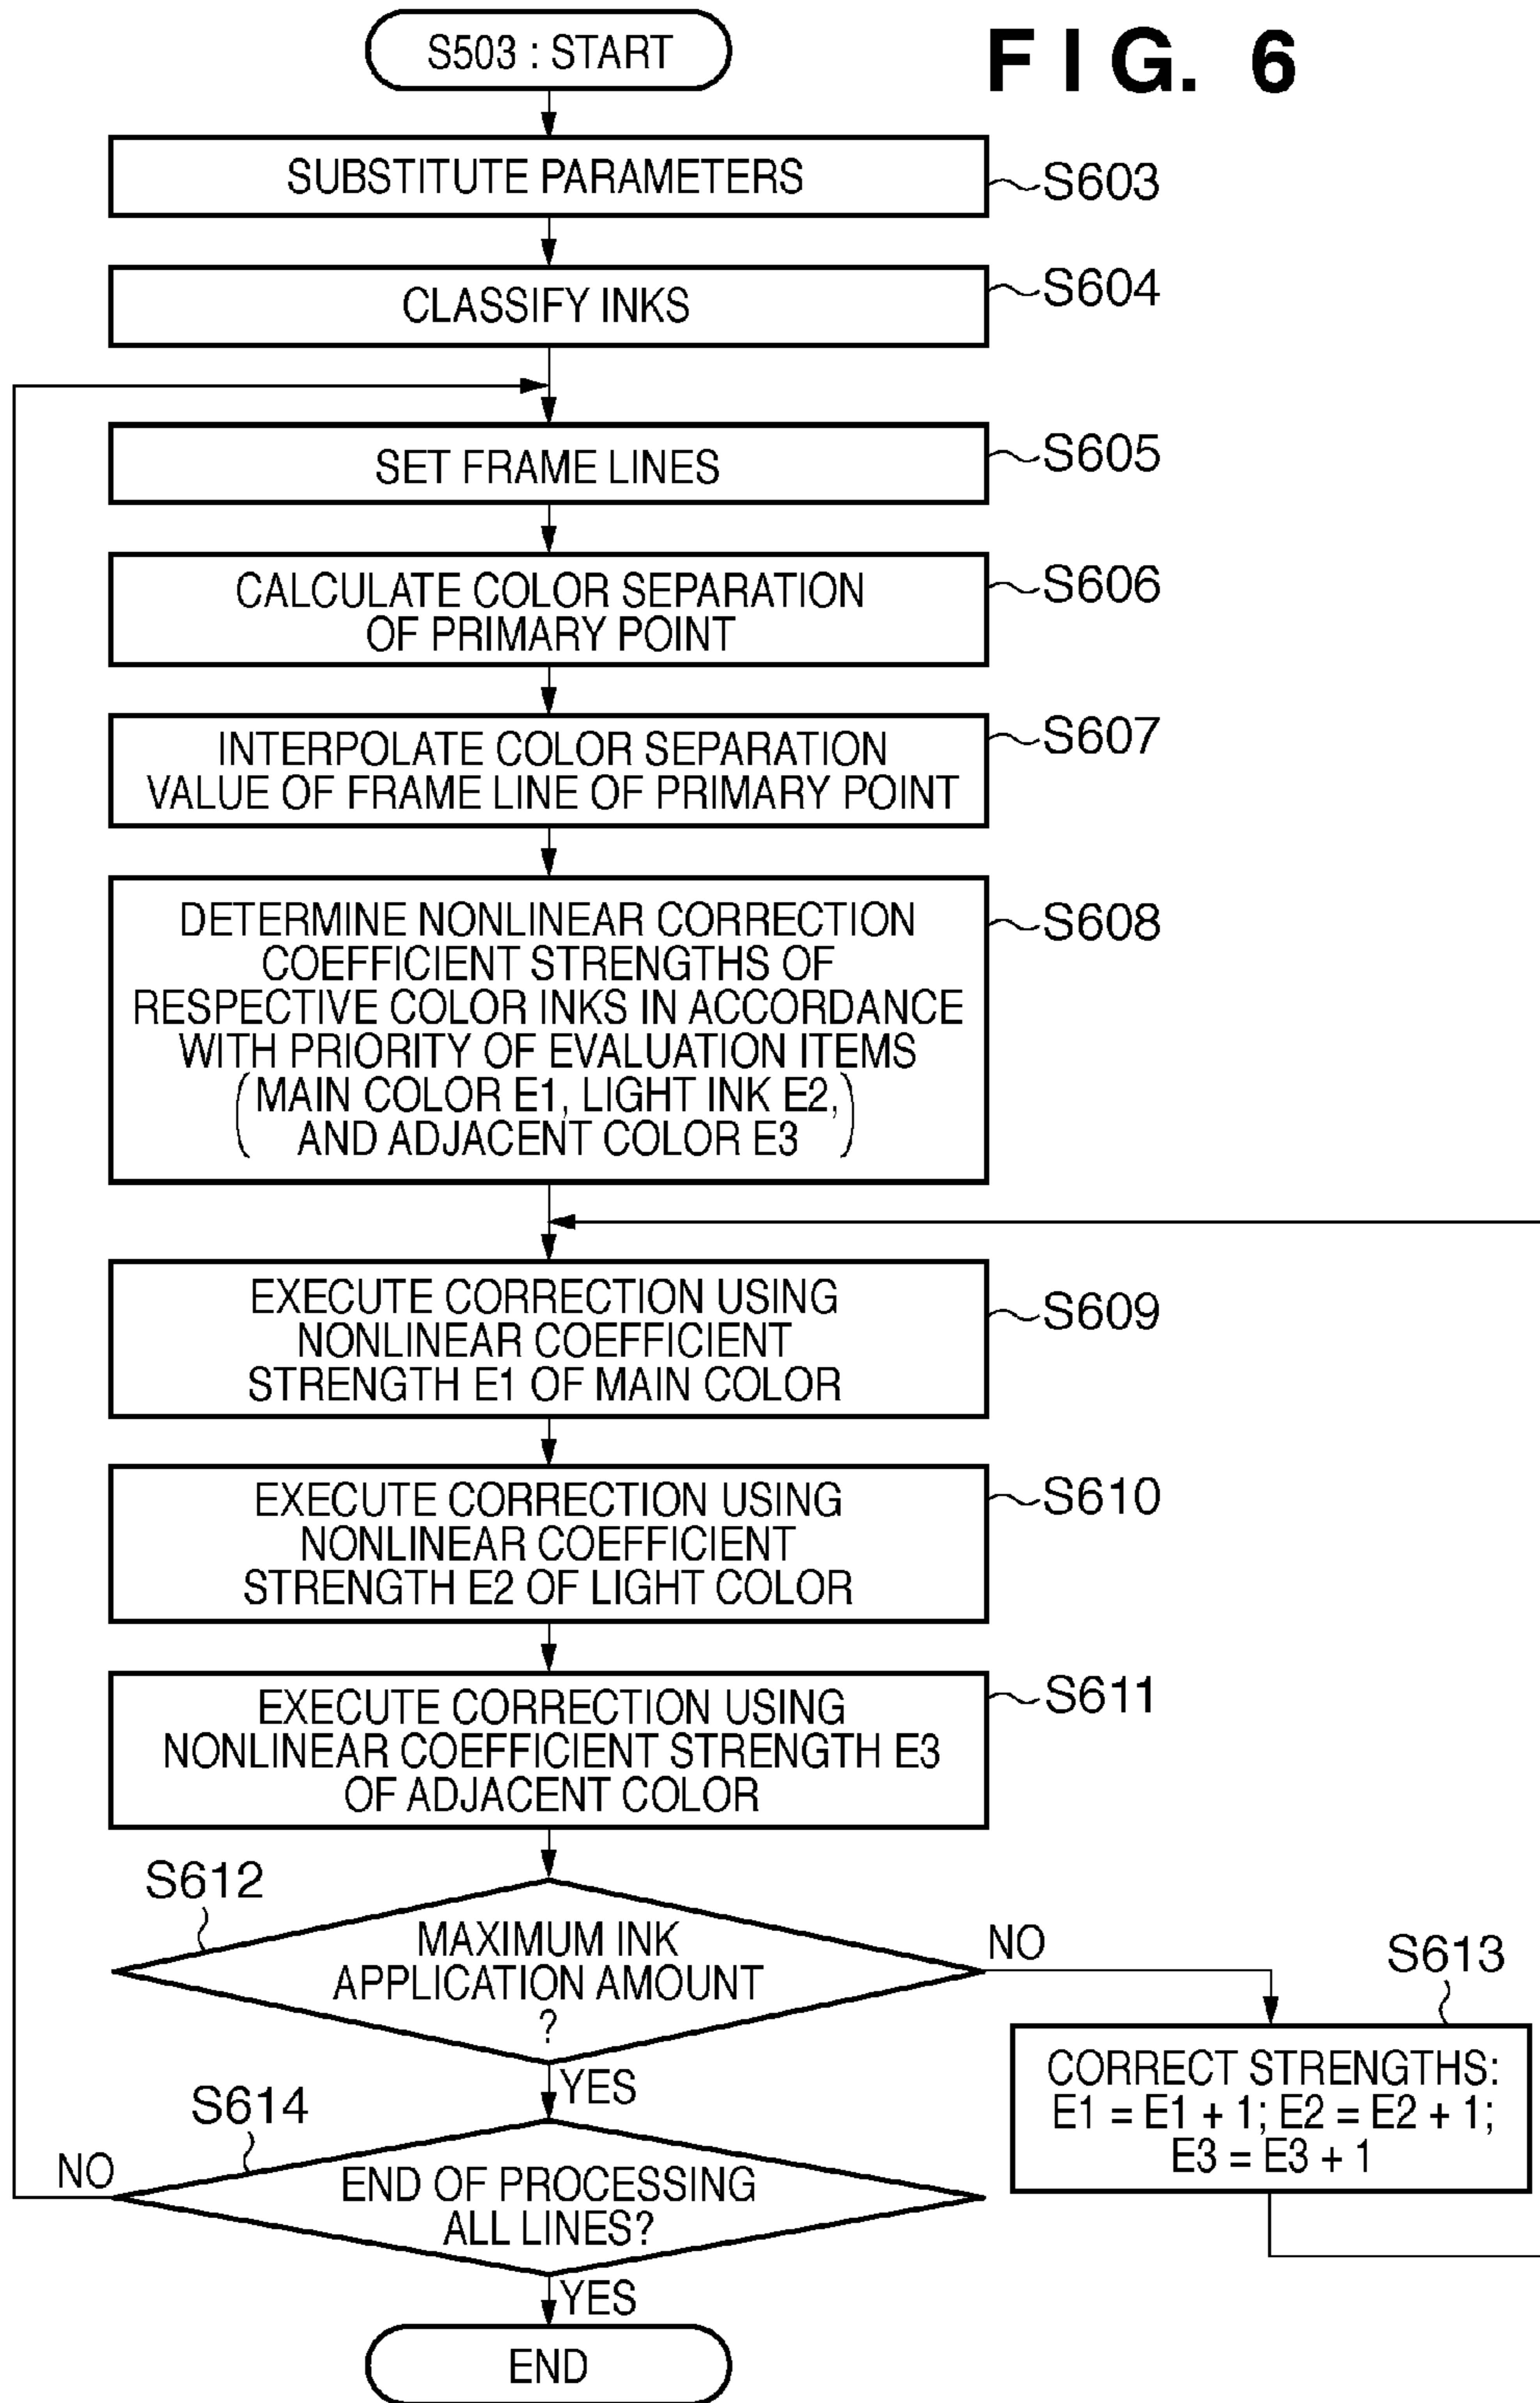 S503 : START
FIG. 6
SUBSTITUTE PARAMETERS
S603
CLASSIFY INKS
S604
SET FRAME LINES
S605
CALCULATE COLOR SEPARATION
OF PRIMARY POINT
S606
INTERPOLATE COLOR SEPARATION
VALUE OF FRAME LINE OF PRIMARY POINT
S607
DETERMINE NONLINEAR CORRECTION
COEFFICIENT STRENGTHS OF
RESPECTIVE COLOR INKS IN ACCORDANCE
WITH PRIORITY OF EVALUATION ITEMS
(MAIN COLOR E1, LIGHT INK E2,
AND ADJACENT COLOR E3)
S608
EXECUTE CORRECTION USING
NONLINEAR COEFFICIENT
STRENGTH E1 OF MAIN COLOR
S609
EXECUTE CORRECTION USING
NONLINEAR COEFFICIENT
STRENGTH E2 OF LIGHT COLOR
S610
EXECUTE CORRECTION USING
NONLINEAR COEFFICIENT STRENGTH E3
OF ADJACENT COLOR
S611
S612
MAXIMUM INK
APPLICATION AMOUNT
?
NO
YES
S613
CORRECT STRENGTHS:
E1 = E1 + 1; E2 = E2 + 1;
E3 = E3 + 1
S614
NO
END OF PROCESSING
ALL LINES?
YES
END